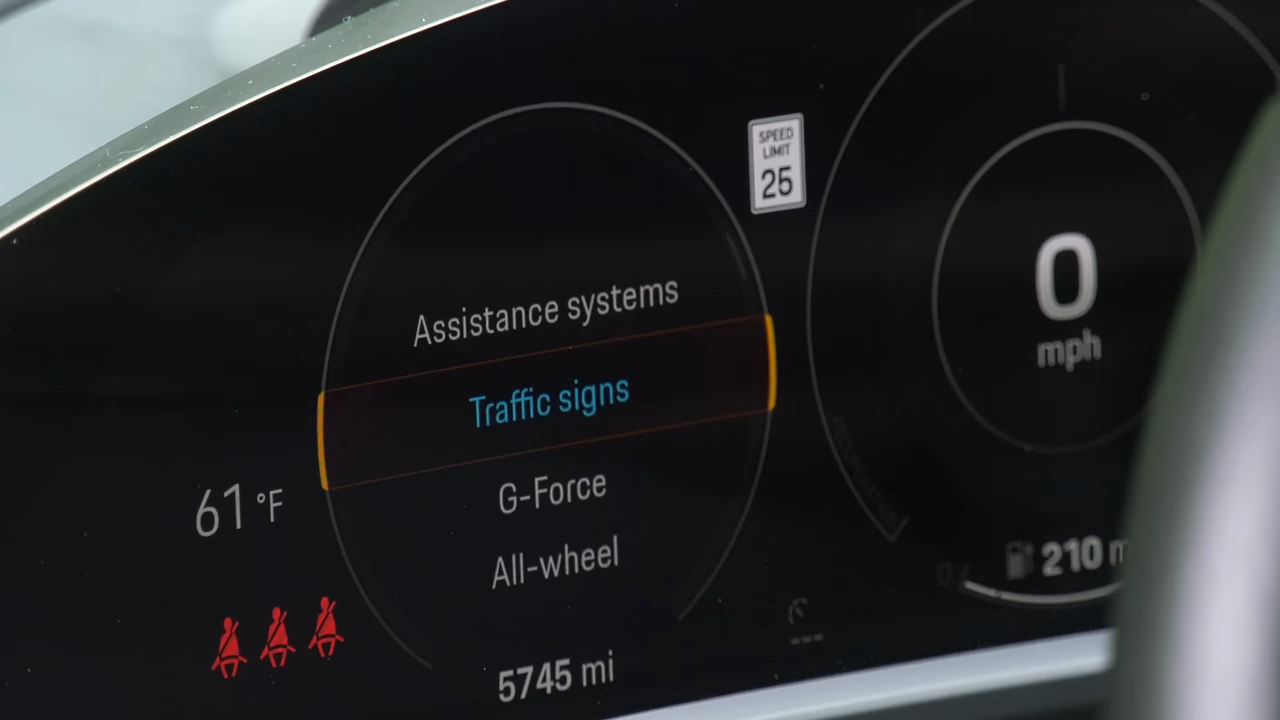 SPEED
LIMIT
25
Assistance systems
Traffic signs
G-Force
All-wheel
61 °F
5745 mi
0
mph
210